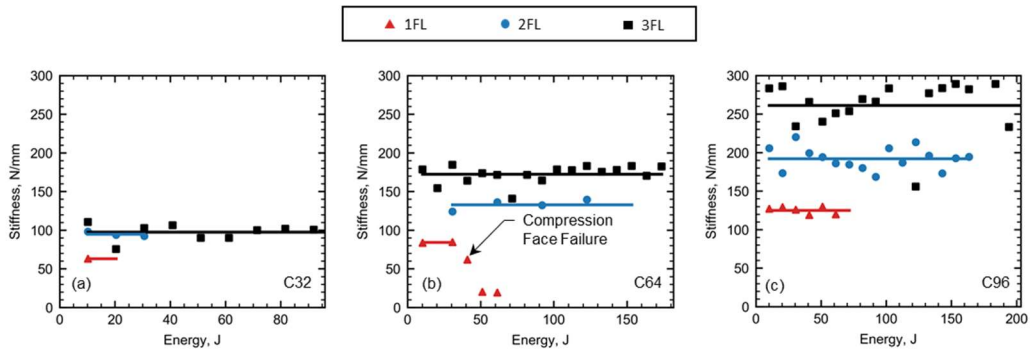 1FL 2FL 3FL
300
250
200
150
100
50
0
Stiffness, N/mm
(a) C32
0 20 40 60 80
Energy, J
300
250
200
150
100
50
0
Stiffness, N/mm
Compression
Face Failure
(b) C64
0 50 100 150
Energy, J
300
250
200
150
100
50
0
Stiffness, N/mm
(c) C96
0 50 100 150 200
Energy, J